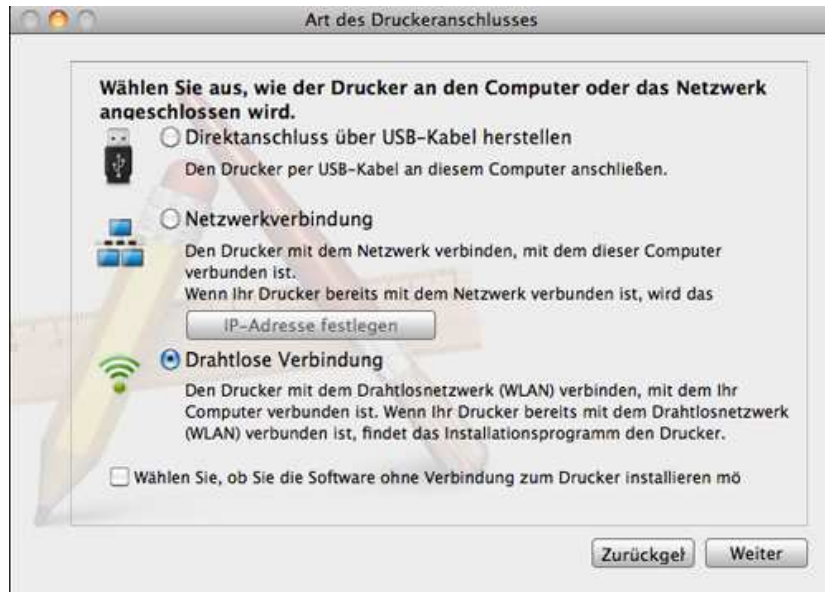 Art des Druckeranschlusses
Wählen Sie aus, wie der Drucker an den Computer oder das Netzwerk
angeschlossen wird.
Direktanschluss über USB-Kabel herstellen
Den Drucker per USB-Kabel an diesem Computer anschließen.
Netzwerkverbindung
Den Drucker mit dem Netzwerk verbinden, mit dem dieser Computer
verbunden ist.
Wenn Ihr Drucker bereits mit dem Netzwerk verbunden ist, wird das
IP-Adresse festlegen
Drahtlose Verbindung
Den Drucker mit dem Drahtlosnetzwerk (WLAN) verbinden, mit dem Ihr
Computer verbunden ist. Wenn Ihr Drucker bereits mit dem Drahtlosnetzwerk
(WLAN) verbunden ist, findet das Installationsprogramm den Drucker.
Wählen Sie, ob Sie die Software ohne Verbindung zum Drucker installieren mö
Zurückgel Weiter